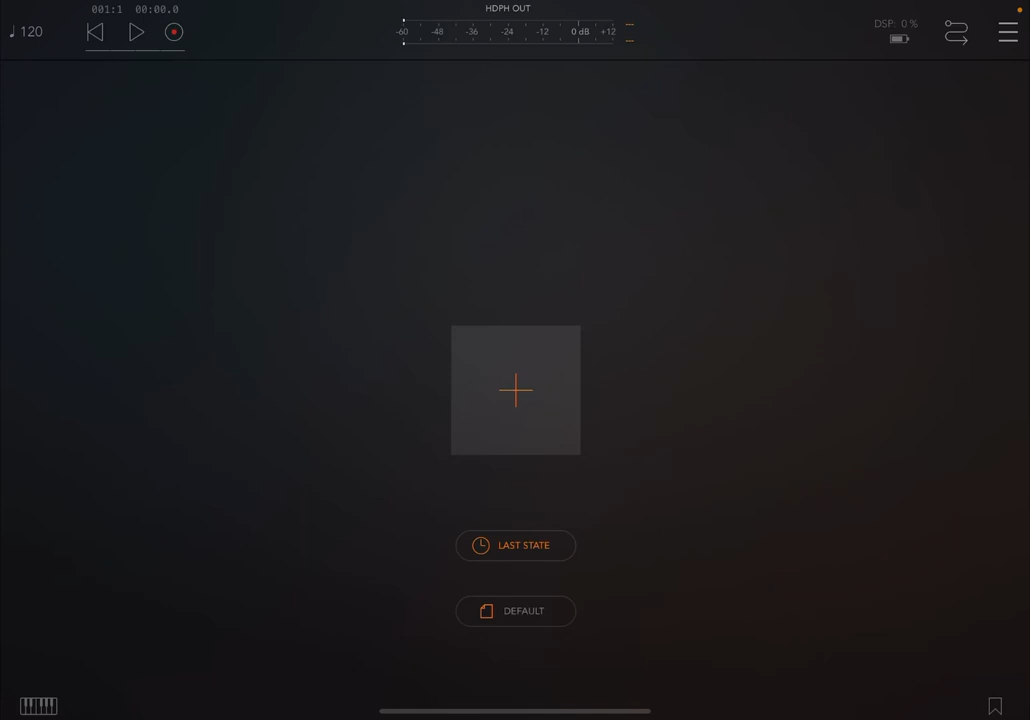 001:1 00:00.0
HDPH OUT
♩ 120
-60 -48 -36 -24 -12 0 dB +12
DSP: 0 %
LAST STATE
DEFAULT